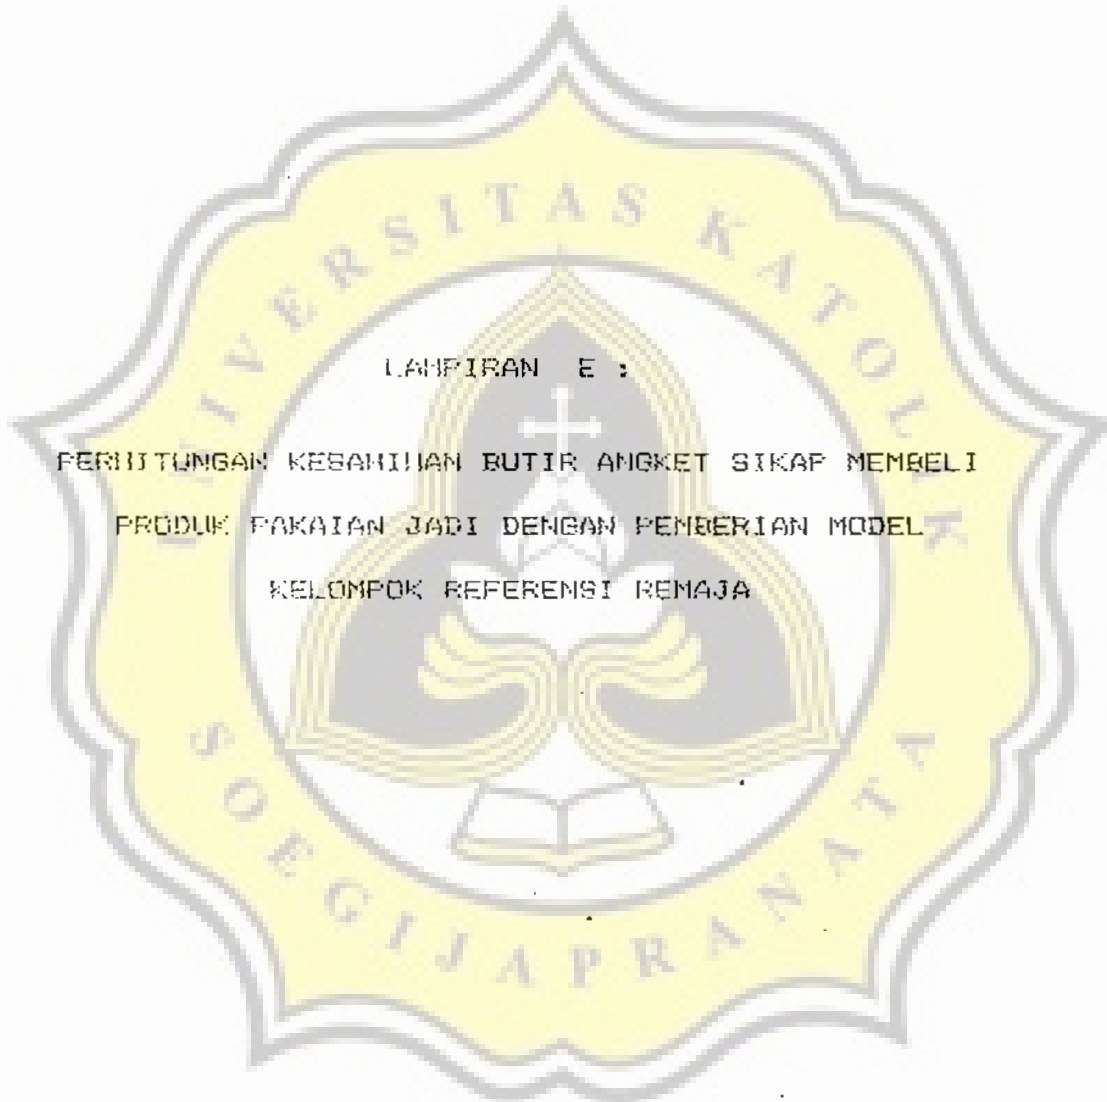 UNIVERSITAS KATOLIK
LAMPIRAN E :
PERHITUNGAN KESAHIHAN BUTIR ANGKET SIKAP MEMBELI
PRODUK PAKAIAN JADI DENGAN PEMBERIAN MODEL
KELOMPOK REFERENSI REMAJA
SOEGIJAPRANATA